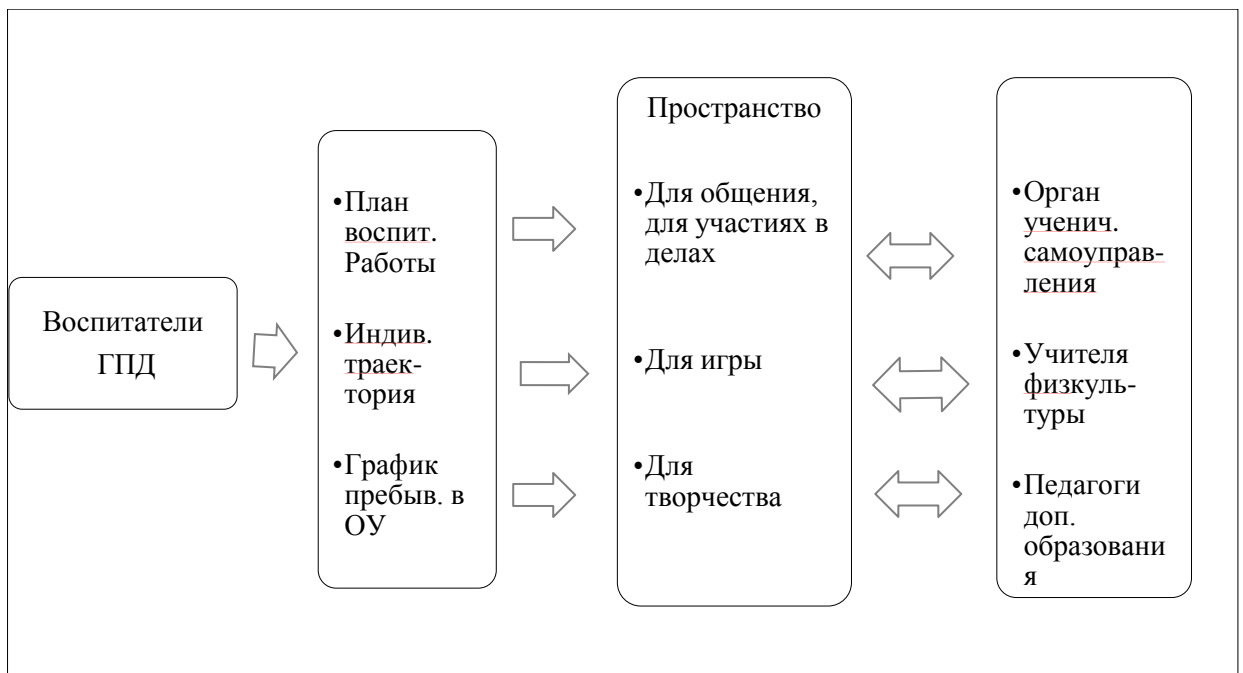 Воспитатели
ГПД
•План
воспит.
Работы
•Индив.
траек-
тория
•График
пребыв. в
ОУ
Пространство
•Для общения,
для участиях в
делах
•Для игры
•Для
творчества
•Орган
ученич.
самоуправ-
ления
•Учителя
физкуль-
туры
•Педагоги
доп.
образовани
я